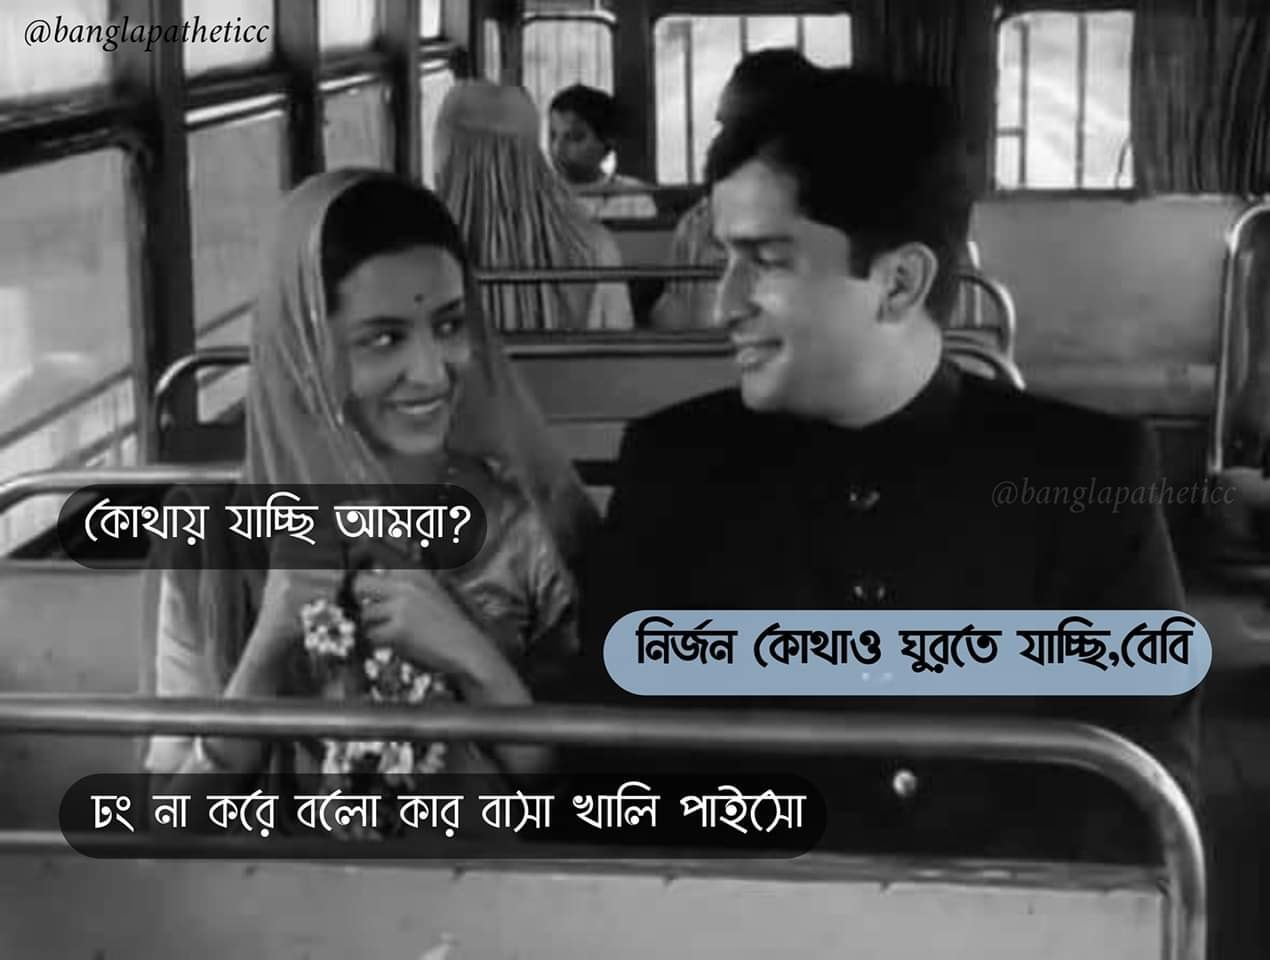 @banglapatheticc
কোথায় যাচ্ছি আমরা?
@banglapatheticc
নির্জন কোথাও ঘুরতে যাচ্ছি,বেবি
ঢং না করে বলো কার বাসা খালি পাইসো